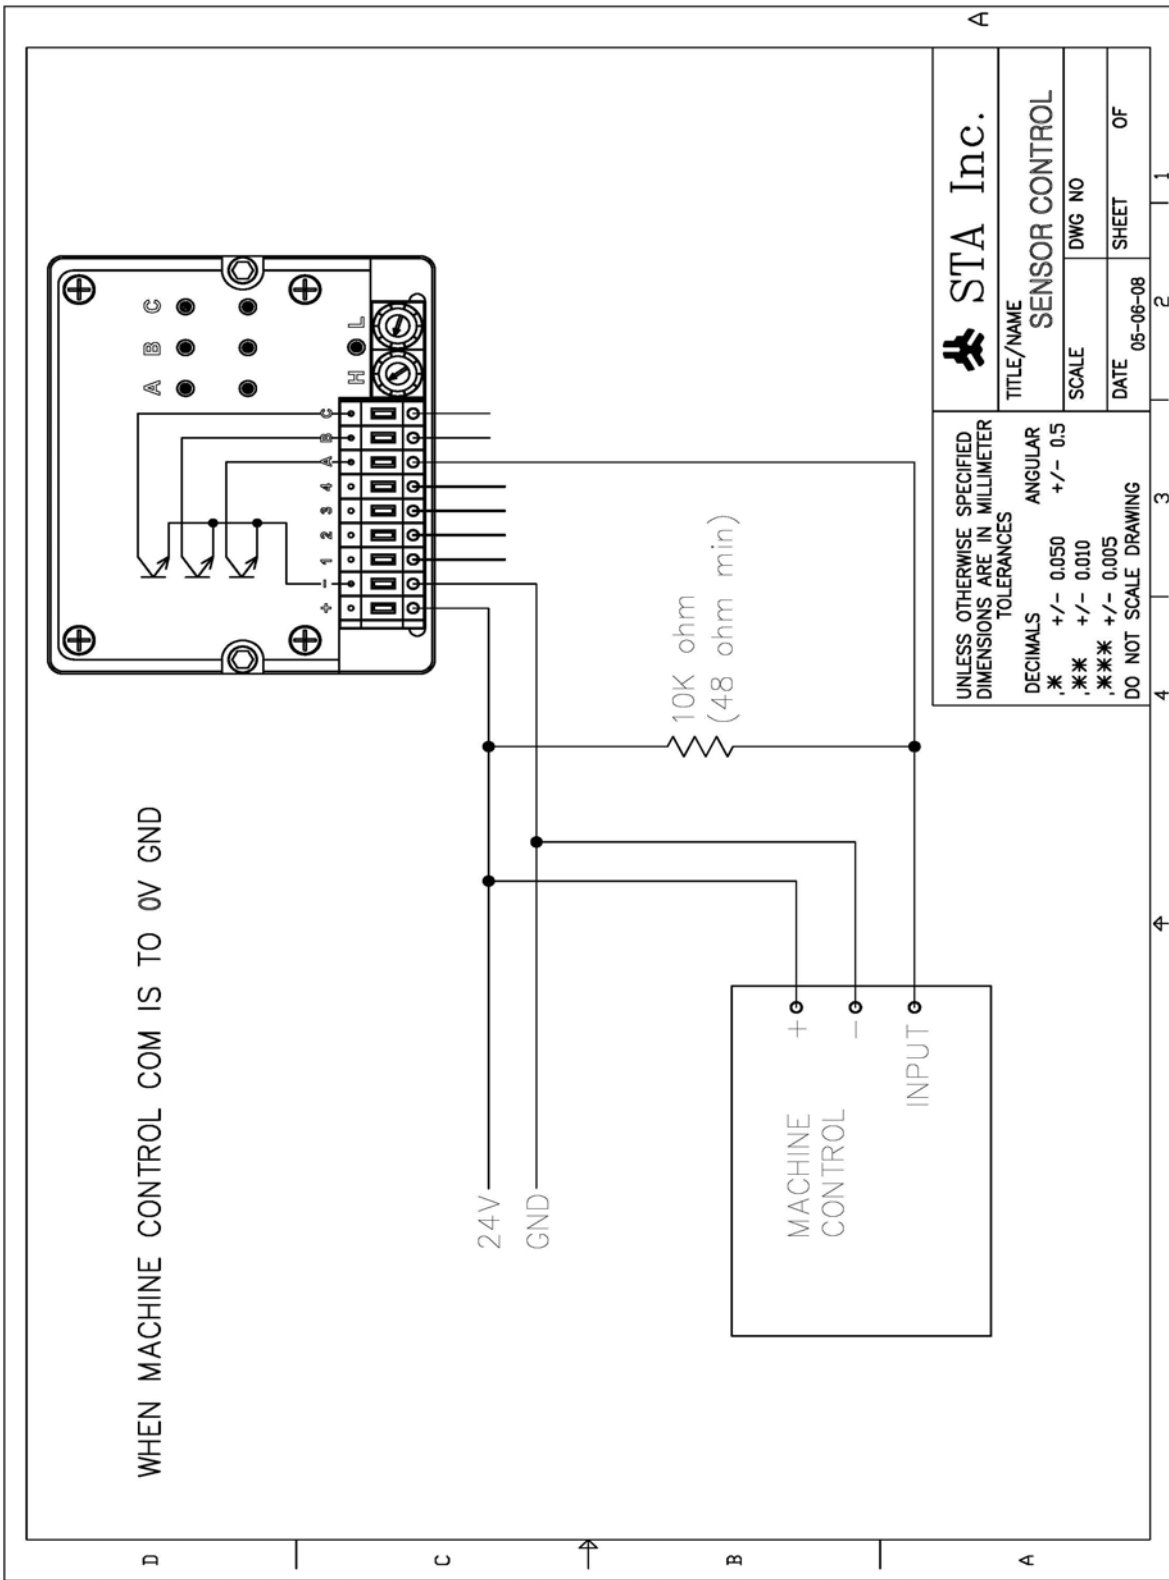 WHEN MACHINE CONTROL COM IS TO 0V GND
A B C
H L
+ - 1 2 3 4 A B C
24V
GND
10K ohm
(48 ohm min)
MACHINE
CONTROL
+
-
INPUT
UNLESS OTHERWISE SPECIFIED
DIMENSIONS ARE IN MILLIMETER
TOLERANCES
DECIMALS ANGULAR
.* +/- 0.050 +/- 0.5
.** +/- 0.010
.*** +/- 0.005
DO NOT SCALE DRAWING
STA Inc.
TITLE/NAME
SENSOR CONTROL
SCALE DWG NO
DATE 05-06-08 SHEET OF
D
C
B
A
A
4 3 2 1